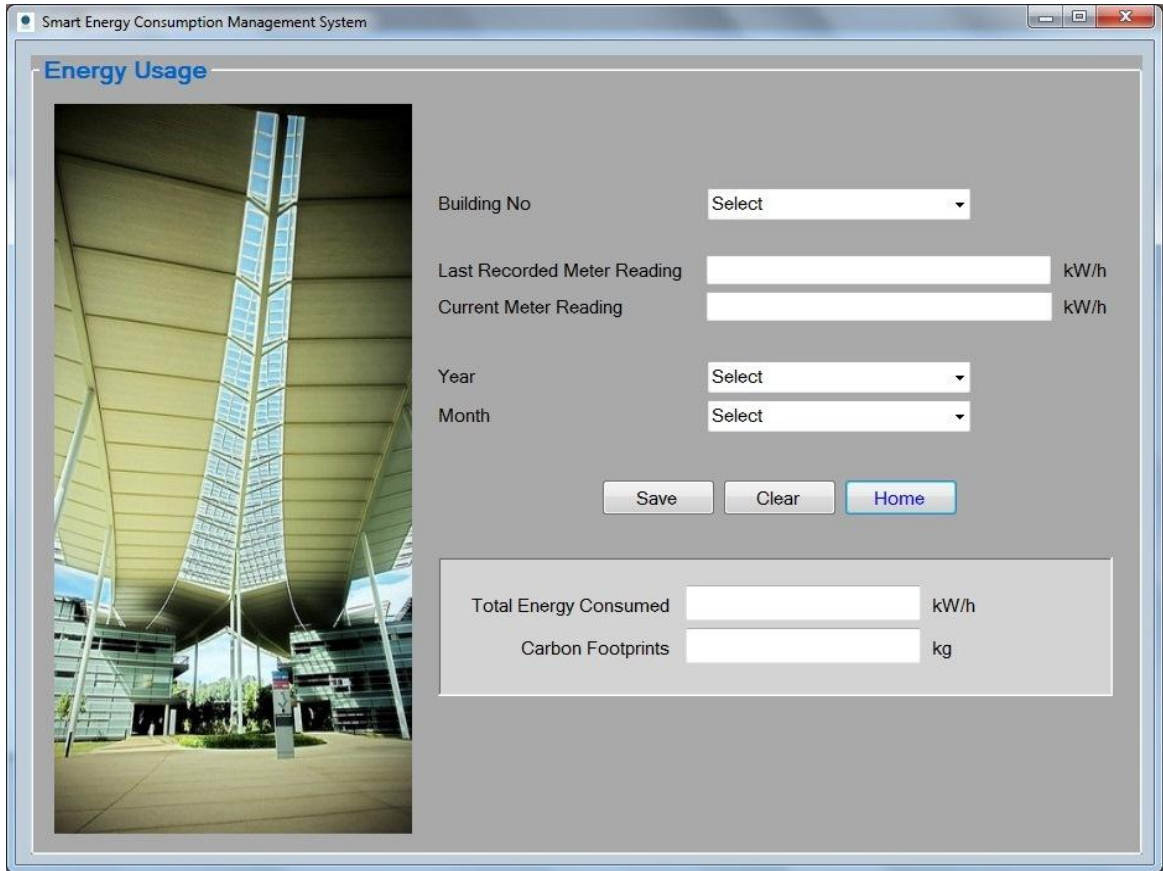 Smart Energy Consumption Management System
Energy Usage
Building No Select
Last Recorded Meter Reading kW/h
Current Meter Reading kW/h
Year Select
Month Select
Save Clear Home
Total Energy Consumed kW/h
Carbon Footprints kg